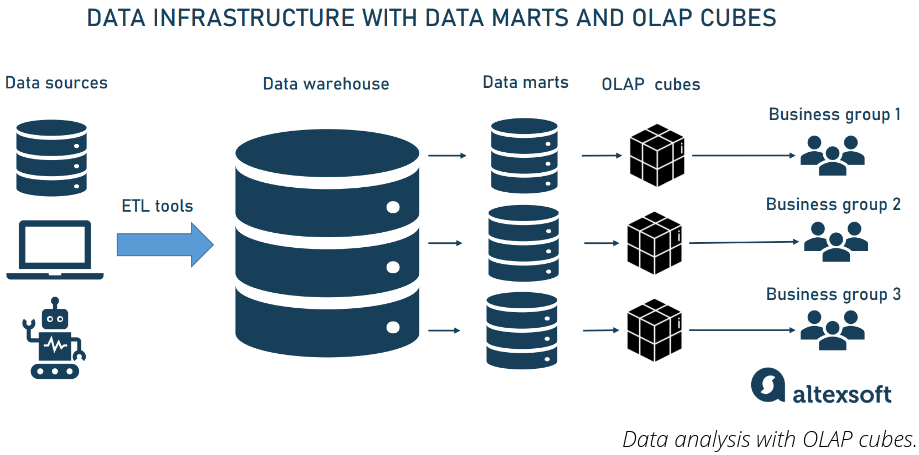 DATA INFRASTRUCTURE WITH DATA MARTS AND OLAP CUBES
Data sources
Data warehouse
Data marts
OLAP cubes
Business group 1
ETL tools
Business group 2
Business group 3
altexsoft
Data analysis with OLAP cubes.